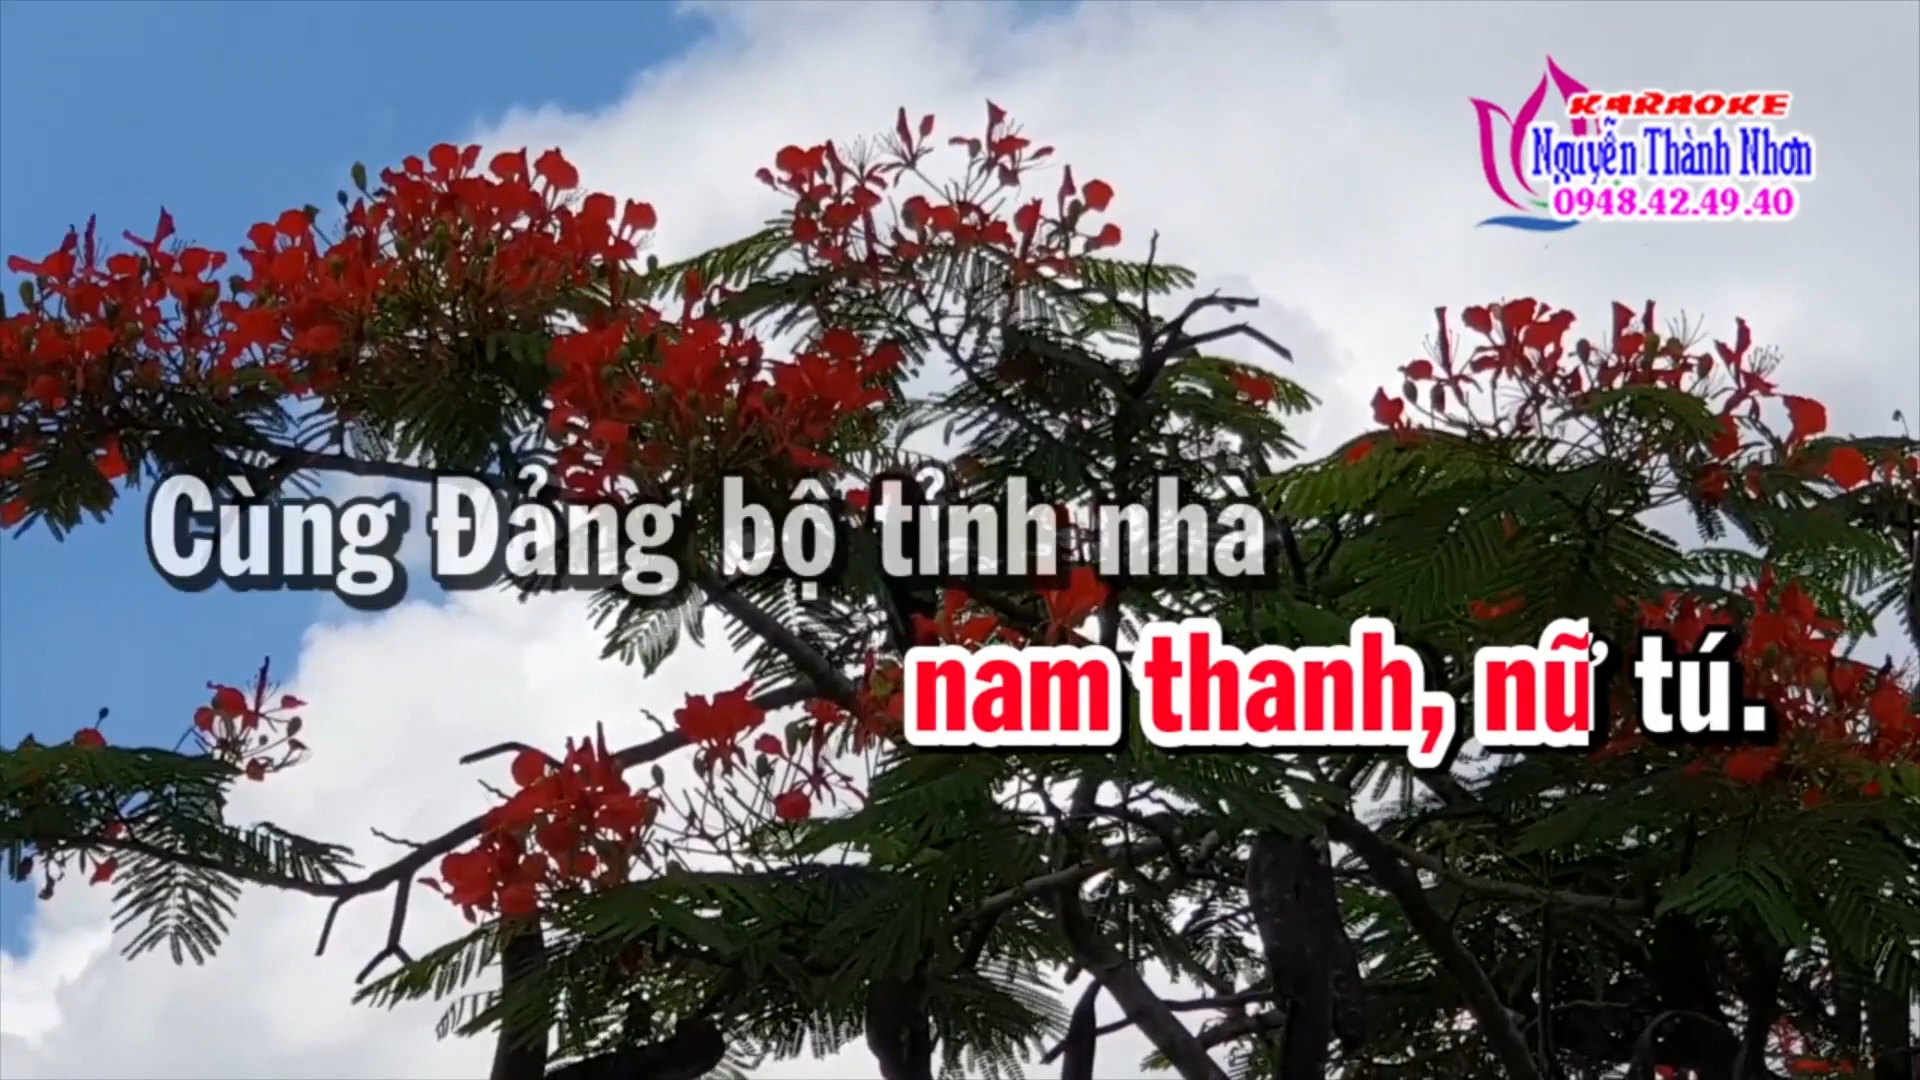 KARAOKE
Nguyễn Thành Nhơn
0948.42.49.40
Cùng Đảng bộ tỉnh nhà
nam thanh, nữ tú.